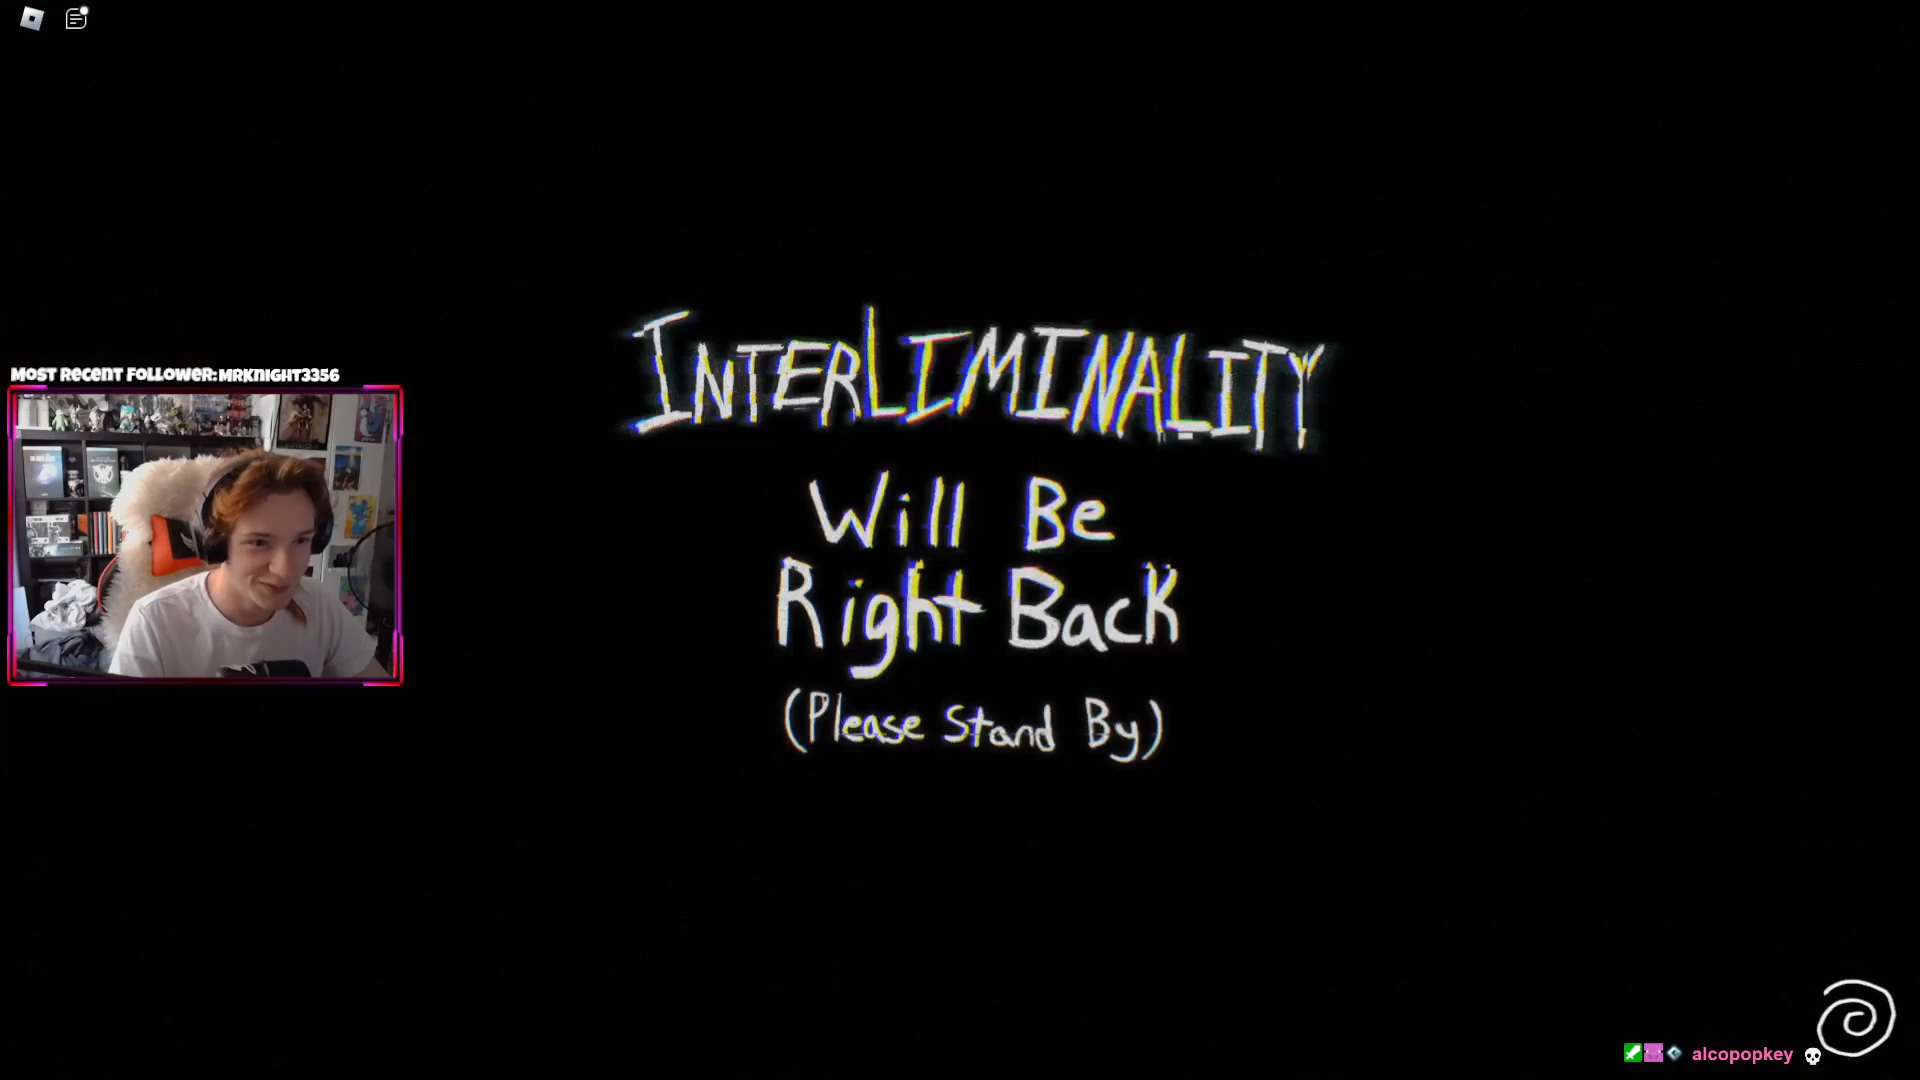 Most Recent Follower: MrKnight3356
INTERLIMINALITY
Will Be
Right Back
(Please Stand By)
alcopopkey